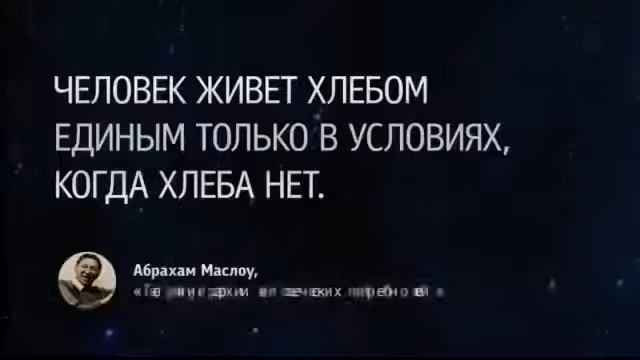 ЧЕЛОВЕК ЖИВЕТ ХЛЕБОМ
ЕДИНЫМ ТОЛЬКО В УСЛОВИЯХ,
КОГДА ХЛЕБА НЕТ.
Абрахам Маслоу,